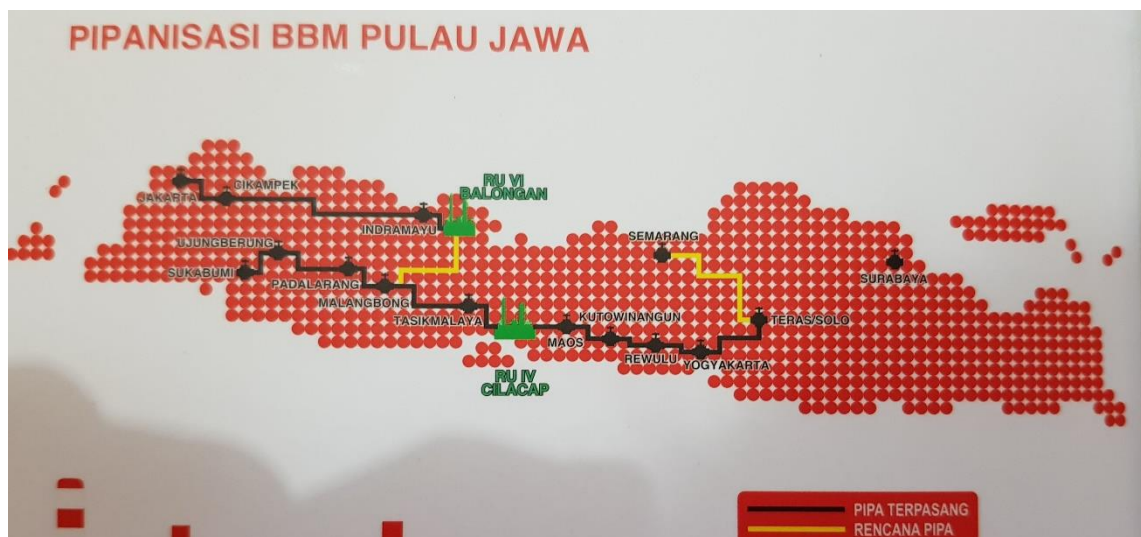 PIPANISASI BBM PULAU JAWA
RU VI
BALONGAN
JAKARTA
CIKAMPEK
INDRAMAYU
UJUNGBERUNG
SUKABUMI
PADALARANG
MALANGBONG
TASIKMALAYA
SEMARANG
SURABAYA
KUTOWINANGUN
TERAS/SOLO
MAOS
REWULU
YOGYAKARTA
RU IV
CILACAP
PIPA TERPASANG
RENCANA PIPA